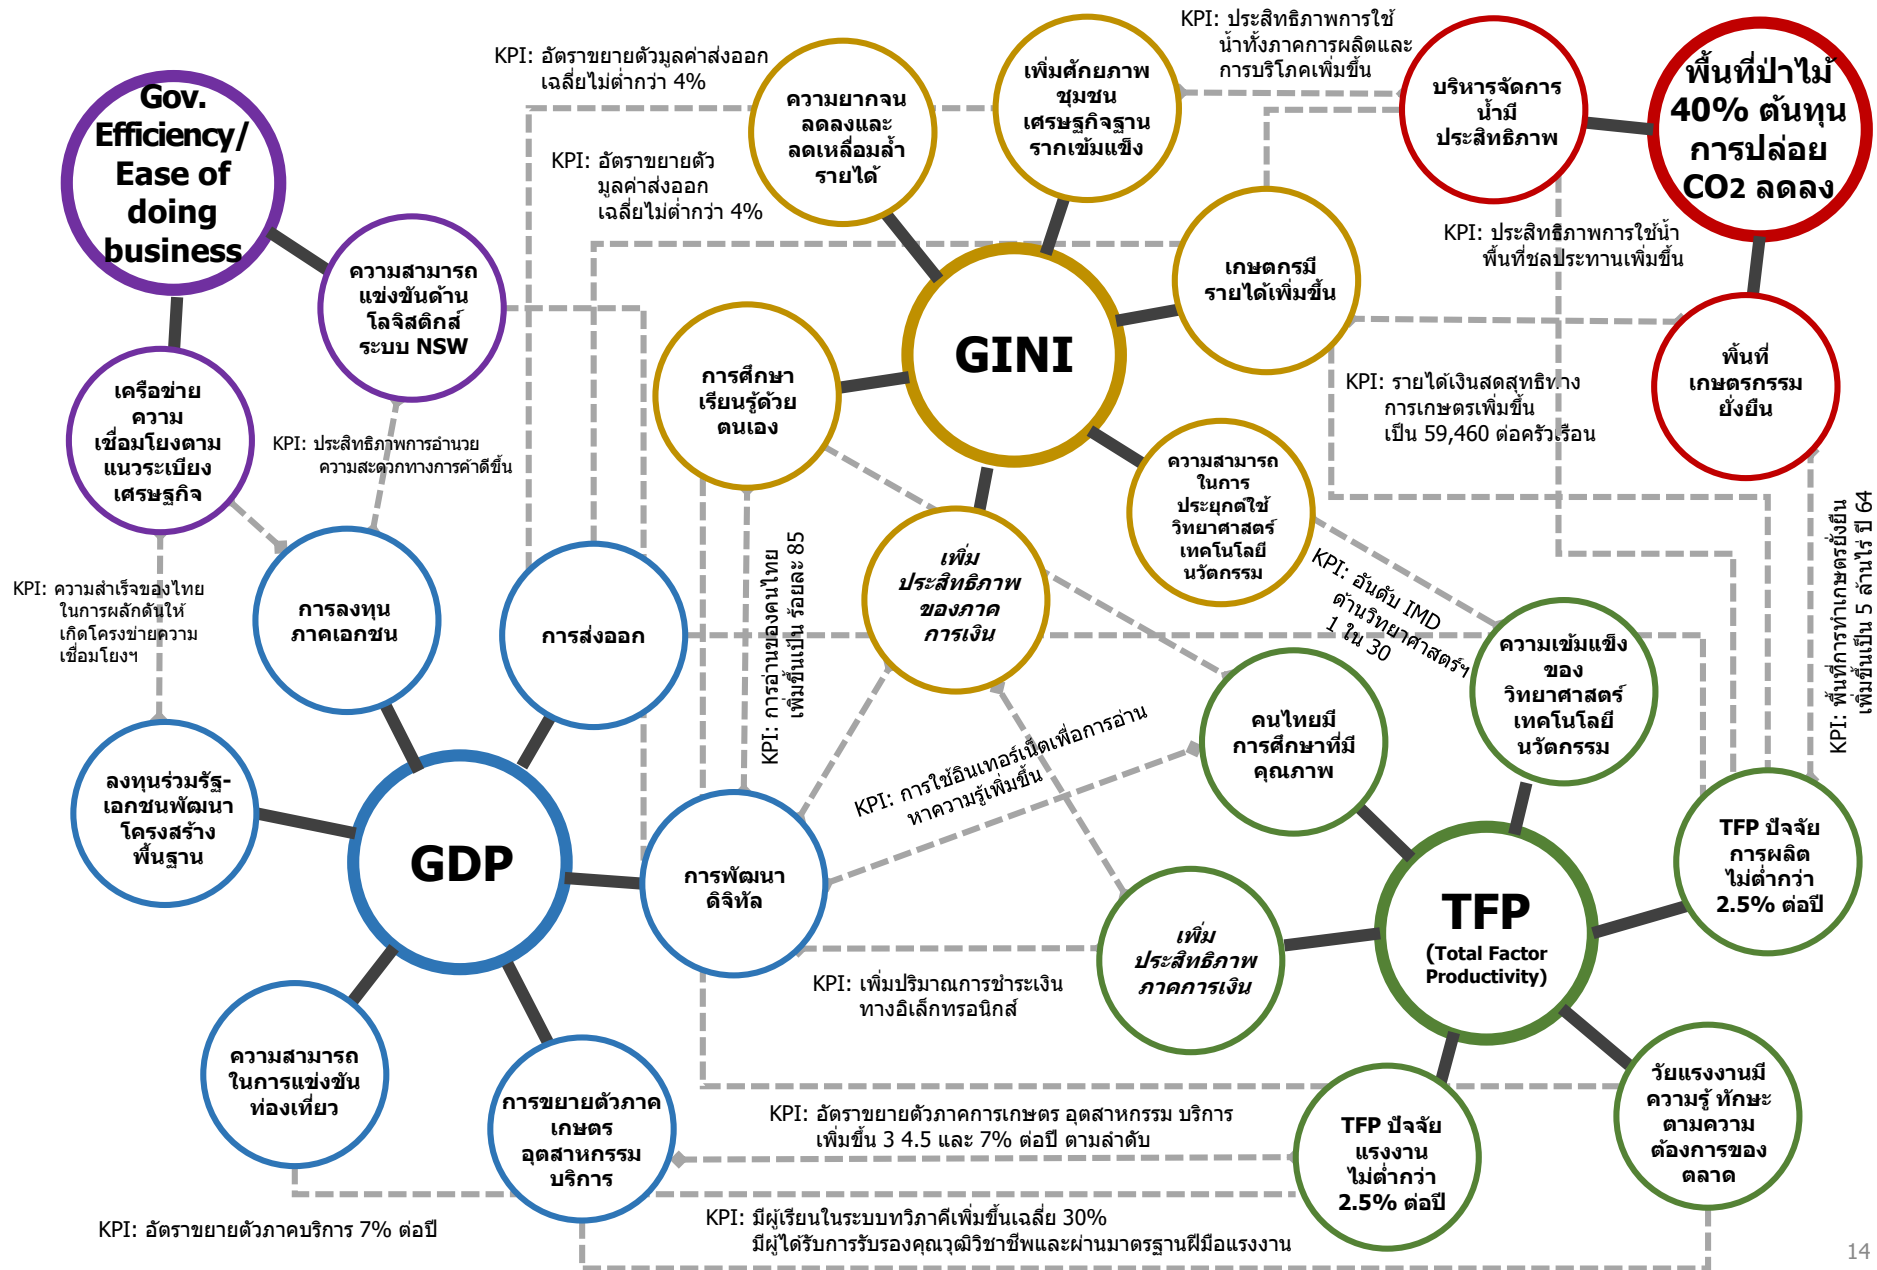 KPI: ประสิทธิภาพการใช้
น้ำทั้งภาคการผลิตและ
การบริโภคเพิ่มขึ้น
KPI: อัตราขยายตัวมูลค่าส่งออก
เฉลี่ยไม่ต่ำกว่า 4%
Gov.
Efficiency/
Ease of
doing
business
ความยากจน
ลดลงและ
ลดเหลื่อมล้ำ
รายได้
เพิ่มศักยภาพ
ชุมชน
เศรษฐกิจฐาน
รากเข้มแข็ง
บริหารจัดการ
น้ำมี
ประสิทธิภาพ
พื้นที่ป่าไม้
40% ต้นทุน
การปล่อย
CO2 ลดลง
KPI: อัตราขยายตัว
มูลค่าส่งออก
เฉลี่ยไม่ต่ำกว่า 4%
KPI: ประสิทธิภาพการใช้น้ำ
พื้นที่ชลประทานเพิ่มขึ้น
ความสามารถ
แข่งขันด้าน
โลจิสติกส์
ระบบ NSW
เกษตกรมี
รายได้เพิ่มขึ้น
GINI
การศึกษา
เรียนรู้ด้วย
ตนเอง
พื้นที่
เกษตรกรรม
ยั่งยืน
KPI: รายได้เงินสดสุทธิทาง
การเกษตรเพิ่มขึ้น
เป็น 59,460 ต่อครัวเรือน
เครือข่าย
ความ
เชื่อมโยงตาม
แนวระเบียง
เศรษฐกิจ
KPI: ประสิทธิภาพการอำนวย
ความสะดวกทางการค้าดีขึ้น
ความสามารถ
ในการ
ประยุกต์ใช้
วิทยาศาสตร์
เทคโนโลยี
นวัตกรรม
KPI: พื้นที่การทำเกษตรยั่งยืน
เพิ่มขึ้นเป็น 5 ล้านไร่ ปี 64
KPI: การอ่านของคนไทย
เพิ่มขึ้นเป็น ร้อยละ 85
เพิ่ม
ประสิทธิภาพ
ของภาค
การเงิน
KPI: อันดับ IMD
ด้านวิทยาศาสตร์ฯ
1 ใน 30
KPI: ความสำเร็จของไทย
ในการผลักดันให้
เกิดโครงข่ายความ
เชื่อมโยงฯ
การลงทุน
ภาคเอกชน
การส่งออก
ความเข้มแข็ง
ของ
วิทยาศาสตร์
เทคโนโลยี
นวัตกรรม
คนไทยมี
การศึกษาที่มี
คุณภาพ
KPI: การใช้อินเทอร์เน็ตเพื่อการอ่าน
หาความรู้เพิ่มขึ้น
ลงทุนร่วมรัฐ-
เอกชนพัฒนา
โครงสร้าง
พื้นฐาน
GDP
การพัฒนา
ดิจิทัล
TFP ปัจจัย
การผลิต
ไม่ต่ำกว่า
2.5% ต่อปี
TFP
(Total Factor
Productivity)
เพิ่ม
ประสิทธิภาพ
ภาคการเงิน
KPI: เพิ่มปริมาณการชำระเงิน
ทางอิเล็กทรอนิกส์
ความสามารถ
ในการแข่งขัน
ท่องเที่ยว
การขยายตัวภาค
เกษตร
อุตสาหกรรม
บริการ
KPI: อัตราขยายตัวภาคการเกษตร อุตสาหกรรม บริการ
เพิ่มขึ้น 3 4.5 และ 7% ต่อปี ตามลำดับ
TFP ปัจจัย
แรงงาน
ไม่ต่ำกว่า
2.5% ต่อปี
วัยแรงงานมี
ความรู้ ทักษะ
ตามความ
ต้องการของ
ตลาด
KPI: อัตราขยายตัวภาคบริการ 7% ต่อปี
KPI: มีผู้เรียนในระบบทวิภาคีเพิ่มขึ้นเฉลี่ย 30%
มีผู้ได้รับการรับรองคุณวุฒิวิชาชีพและผ่านมาตรฐานฝีมือแรงงาน
14